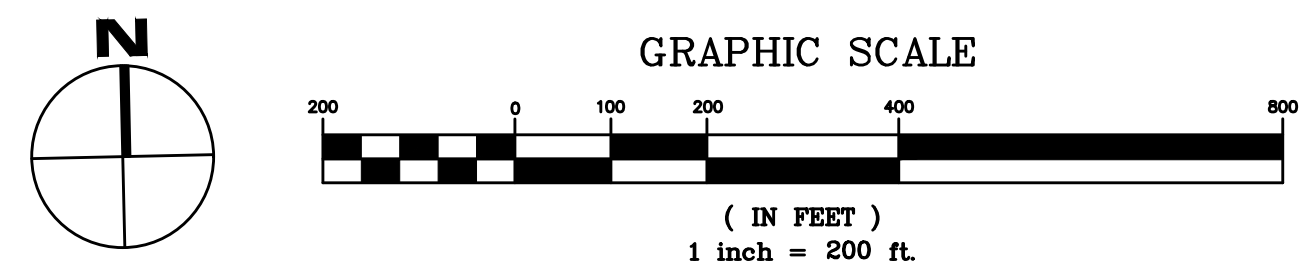 N
GRAPHIC SCALE
200 0 100 200 400 800
( IN FEET )
1 inch = 200 ft.